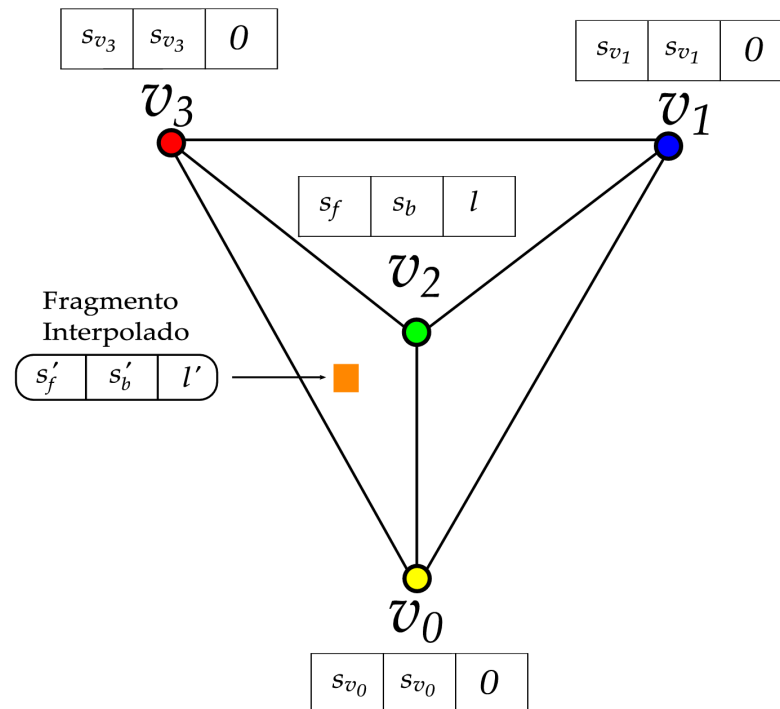 s_{v_3} s_{v_3} 0
s_{v_1} s_{v_1} 0
v_3
v_1
s_f s_b l
v_2
Fragmento
Interpolado
s'_f s'_b l'
v_0
s_{v_0} s_{v_0} 0